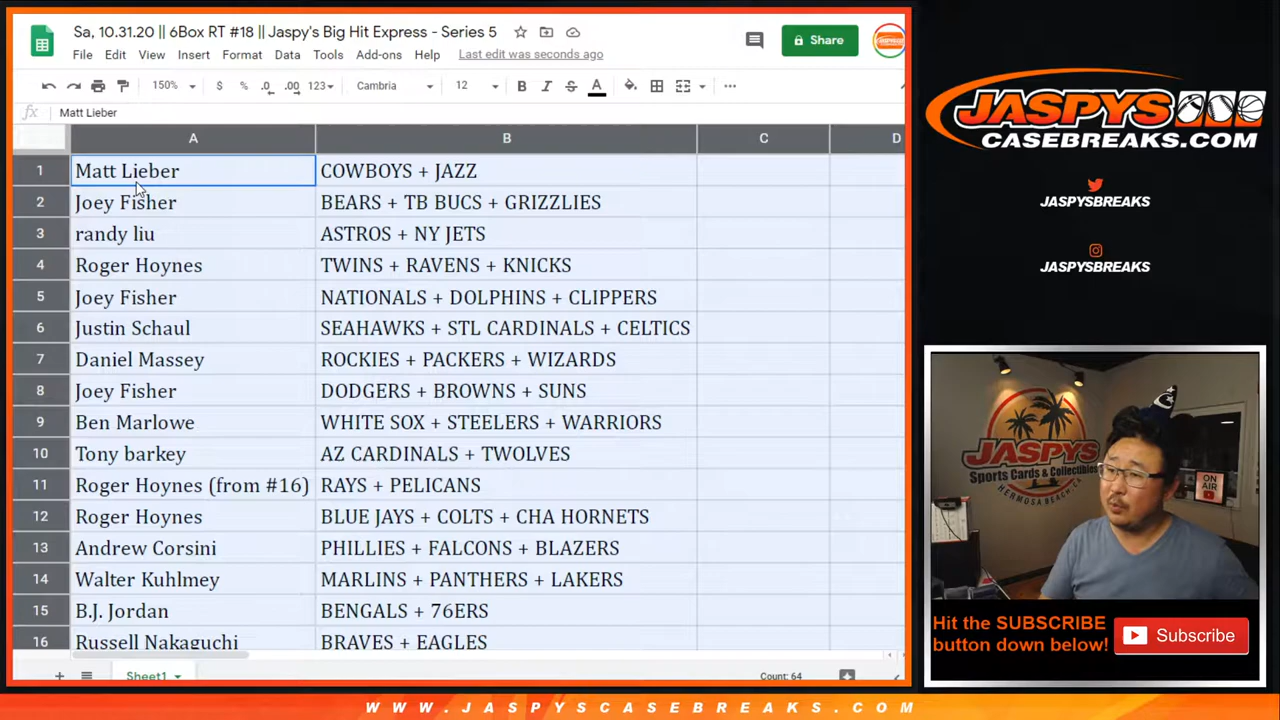 Sa, 10.31.20 || 6Box RT #18 || Jaspy's Big Hit Express - Series 5
File Edit View Insert Format Data Tools Add-ons Help Last edit was seconds ago
Share
150% $ % .0 .00 123 Cambria 12 B I S A
fx Matt Lieber
A B C D
1 Matt Lieber COWBOYS + JAZZ
2 Joey Fisher BEARS + TB BUCS + GRIZZLIES
3 randy liu ASTROS + NY JETS
4 Roger Hoynes TWINS + RAVENS + KNICKS
5 Joey Fisher NATIONALS + DOLPHINS + CLIPPERS
6 Justin Schaul SEAHAWKS + STL CARDINALS + CELTICS
7 Daniel Massey ROCKIES + PACKERS + WIZARDS
8 Joey Fisher DODGERS + BROWNS + SUNS
9 Ben Marlowe WHITE SOX + STEELERS + WARRIORS
10 Tony barkey AZ CARDINALS + TWOLVES
11 Roger Hoynes (from #16) RAYS + PELICANS
12 Roger Hoynes BLUE JAYS + COLTS + CHA HORNETS
13 Andrew Corsini PHILLIES + FALCONS + BLAZERS
14 Walter Kuhlmey MARLINS + PANTHERS + LAKERS
15 B.J. Jordan BENGALS + 76ERS
16 Russell Nakaguchi BRAVES + EAGLES
Sheet1
Count: 64
JASPYS
CASEBREAKS.COM
JASPYSBREAKS
JASPYSBREAKS
JASPYS
Sports Cards & Collectibles
HERMOSA BEACH, CA
ON AIR
Hit the SUBSCRIBE
button down below!
Subscribe
WWW.JASPYSCASEBREAKS.COM